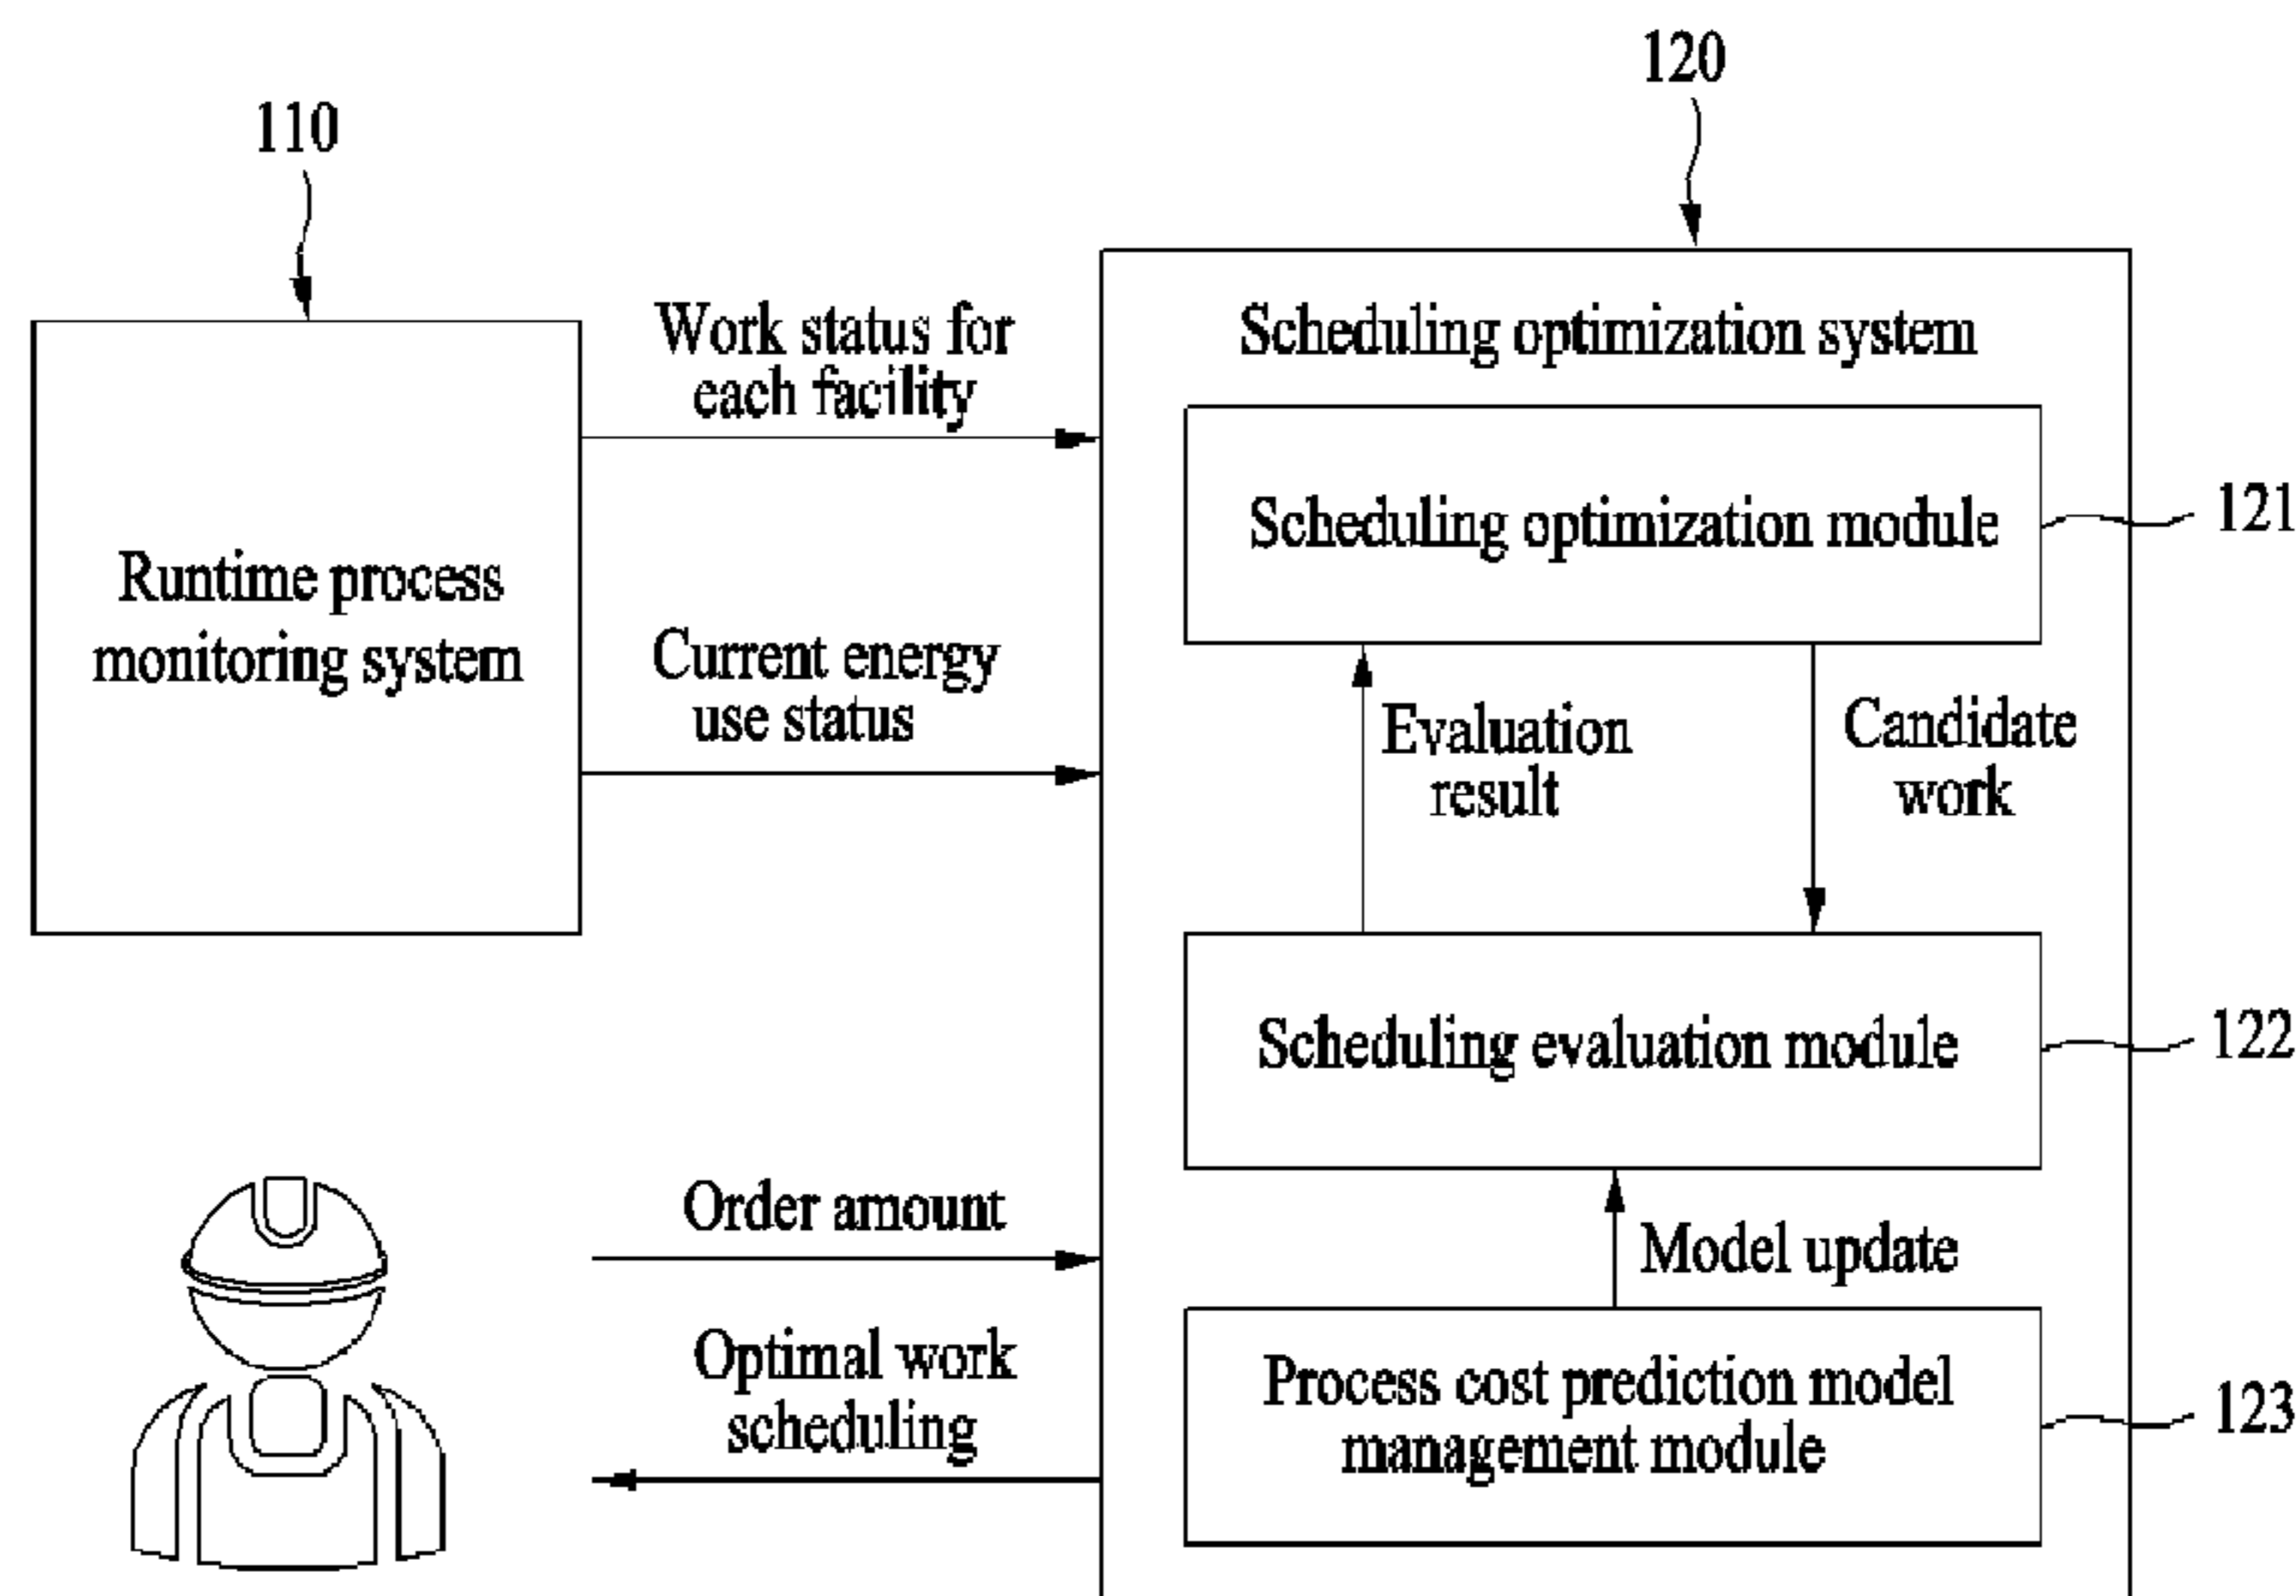 120
110
Work status for
each facility
Scheduling optimization system
Scheduling optimization module
121
Runtime process
monitoring system
Current energy
use status
Evaluation
result
Candidate
work
Scheduling evaluation module
122
Order amount
Model update
Optimal work
scheduling
Process cost prediction model
management module
123